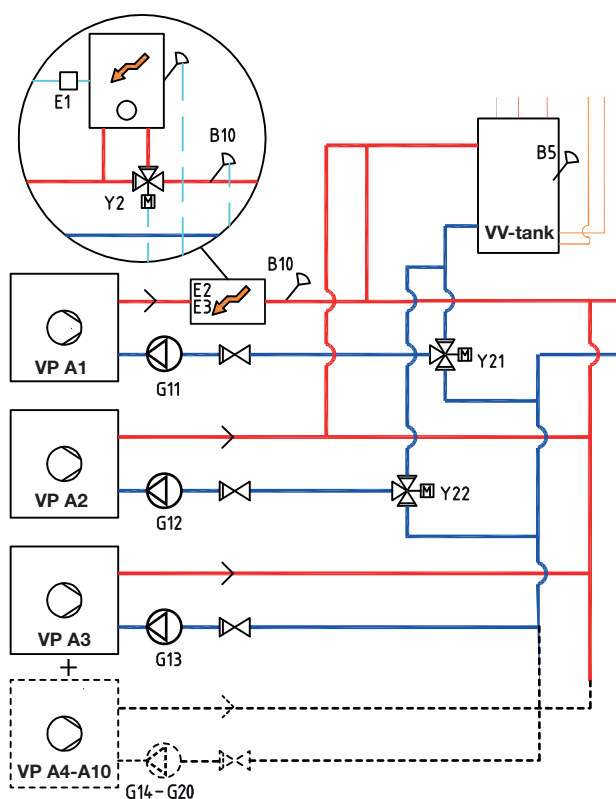 E1
B10
Y2
M
B5
VV-tank
E2
E3
B10
VP A1
G11
M
Y21
VP A2
G12
M
Y22
VP A3
G13
+
VP A4-A10
G14-G20